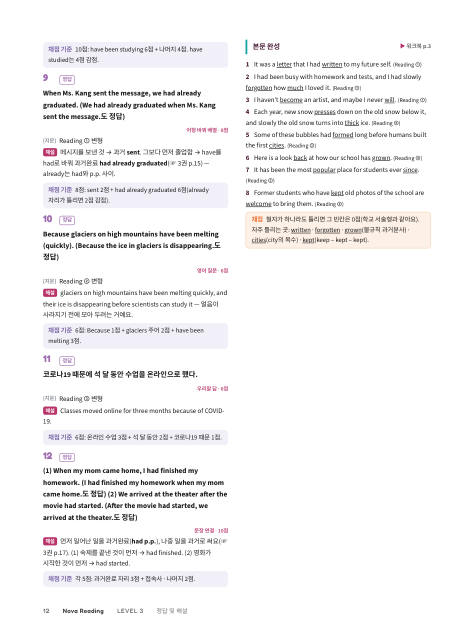 채점 기준 10점: have been studying 6점 + 나머지 4점. have
studied는 4점 감점.
9 정답
When Ms. Kang sent the message, we had already
graduated. (We had already graduated when Ms. Kang
sent the message.도 정답)
어형 바꿔 배열 · 8점
[지문] Reading ③ 변형
해설 메시지를 보낸 것 → 과거 sent. 그보다 먼저 졸업함 → have를
had로 바꿔 과거완료 had already graduated(☞ 3권 p.15) —
already는 had와 p.p. 사이.
채점 기준 8점: sent 2점 + had already graduated 6점(already
자리가 틀리면 2점 감점).
10 정답
Because glaciers on high mountains have been melting
(quickly). (Because the ice in glaciers is disappearing.도
정답)
영어 질문 · 6점
해설 glaciers on high mountains have been melting quickly, and
their ice is disappearing before scientists can study it — 얼음이
사라지기 전에 모아 두려는 거예요.
채점 기준 6점: Because 1점 + glaciers 주어 2점 + have been
melting 3점.
11 정답
코로나19 때문에 석 달 동안 수업을 온라인으로 했다.
우리말 답 · 6점
해설 Classes moved online for three months because of COVID-
19.
채점 기준 6점: 온라인 수업 3점 + 석 달 동안 2점 + 코로나19 때문 1점.
12 정답
(1) When my mom came home, I had finished my
homework. (I had finished my homework when my mom
came home.도 정답) (2) We arrived at the theater after the
movie had started. (After the movie had started, we
arrived at the theater.도 정답)
문장 연결 · 10점
해설 먼저 일어난 일을 과거완료(had p.p.), 나중 일을 과거로 써요(☞
3권 p.17). (1) 숙제를 끝낸 것이 먼저 → had finished. (2) 영화가
시작한 것이 먼저 → had started.
채점 기준 각 5점: 과거완료 자리 3점 + 접속사 · 나머지 2점.
본문 완성 ▶ 워크북 p.3
1 It was a letter that I had written to my future self.
2 I had been busy with homework and tests, and I had slowly
forgotten how much I loved it.
3 I haven't become an artist, and maybe I never will.
4 Each year, new snow presses down on the old snow below it,
and slowly the old snow turns into thick ice.
5 Some of these bubbles had formed long before humans built
the first cities.
6 Here is a look back at how our school has grown.
7 It has been the most popular place for students ever since.
8 Former students who have kept old photos of the school are
welcome to bring them.
채점 철자가 하나라도 틀리면 그 빈칸은 0점(학교 서술형과 같아요).
자주 틀리는 곳: written · forgotten · grown(불규칙 과거분사) ·
cities(city의 복수) · kept(keep – kept – kept).
12 Nova Reading LEVEL 3 정답 및 해설